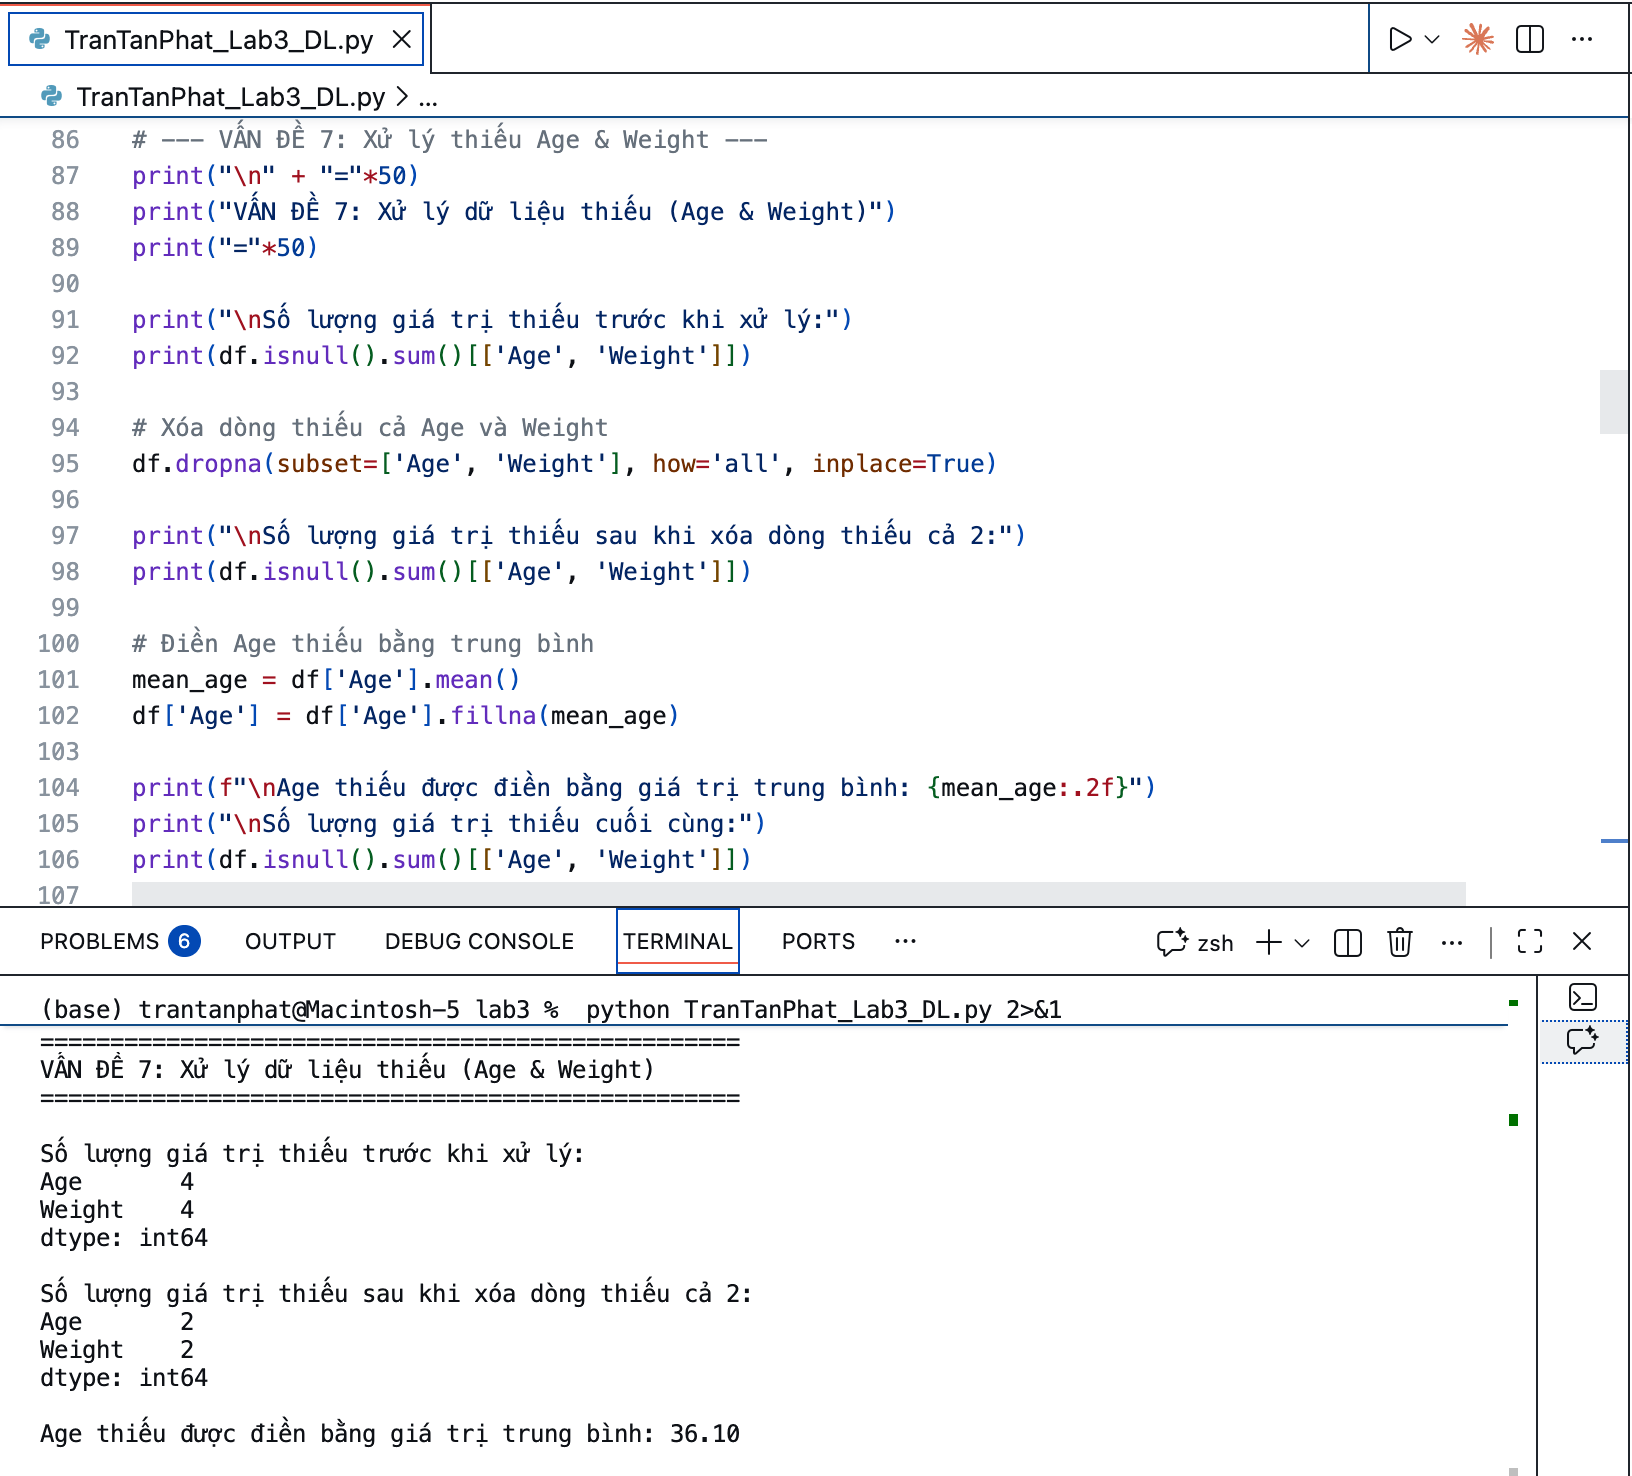 TranTanPhat_Lab3_DL.py
TranTanPhat_Lab3_DL.py > ...
86 # --- VẤN ĐỀ 7: Xử lý thiếu Age & Weight ---
87 print("\n" + "="*50)
88 print("VẤN ĐỀ 7: Xử lý dữ liệu thiếu (Age & Weight)")
89 print("="*50)
90
91 print("\nSố lượng giá trị thiếu trước khi xử lý:")
92 print(df.isnull().sum()[['Age', 'Weight']])
93
94 # Xóa dòng thiếu cả Age và Weight
95 df.dropna(subset=['Age', 'Weight'], how='all', inplace=True)
96
97 print("\nSố lượng giá trị thiếu sau khi xóa dòng thiếu cả 2:")
98 print(df.isnull().sum()[['Age', 'Weight']])
99
100 # Điền Age thiếu bằng trung bình
101 mean_age = df['Age'].mean()
102 df['Age'] = df['Age'].fillna(mean_age)
103
104 print(f"\nAge thiếu được điền bằng giá trị trung bình: {mean_age:.2f}")
105 print("\nSố lượng giá trị thiếu cuối cùng:")
106 print(df.isnull().sum()[['Age', 'Weight']])
107
PROBLEMS 6 OUTPUT DEBUG CONSOLE TERMINAL PORTS ... zsh
(base) trantanphat@Macintosh-5 lab3 % python TranTanPhat_Lab3_DL.py 2>&1
==================================================
VẤN ĐỀ 7: Xử lý dữ liệu thiếu (Age & Weight)
==================================================
Số lượng giá trị thiếu trước khi xử lý:
Age 4
Weight 4
dtype: int64
Số lượng giá trị thiếu sau khi xóa dòng thiếu cả 2:
Age 2
Weight 2
dtype: int64
Age thiếu được điền bằng giá trị trung bình: 36.10